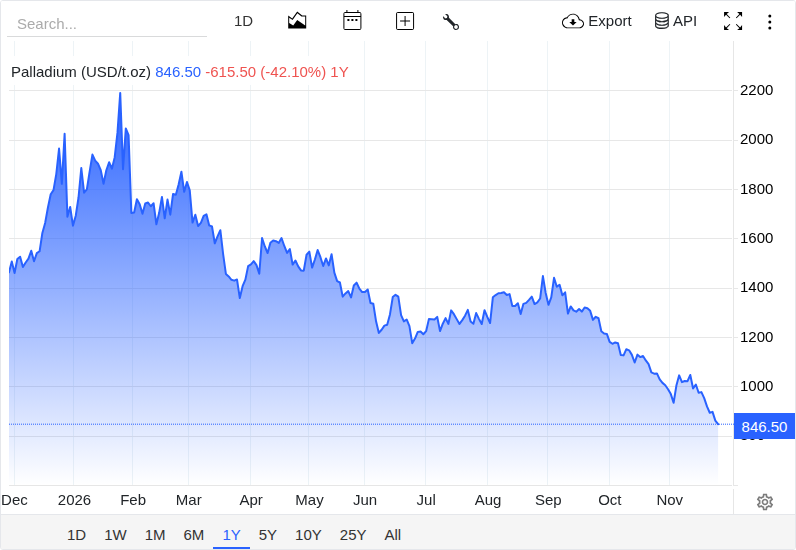 Search... 1D Export API
Palladium (USD/t.oz) 846.50 -615.50 (-42.10%) 1Y
2200
2000
1800
1600
1400
1200
1000
846.50
Dec 2026 Feb Mar Apr May Jun Jul Aug Sep Oct Nov
1D 1W 1M 6M 1Y 5Y 10Y 25Y All